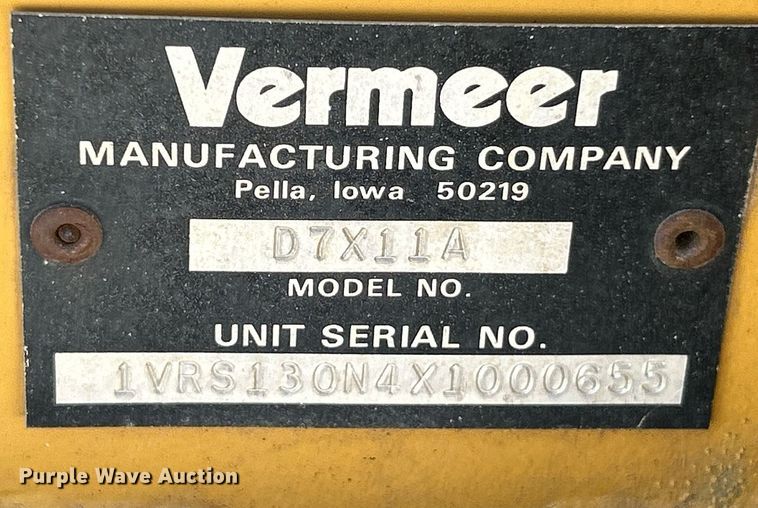 Vermeer
MANUFACTURING COMPANY
Pella, Iowa 50219
D7X11A
MODEL NO.
UNIT SERIAL NO.
1VRS130N4X1000655
Purple Wave Auction